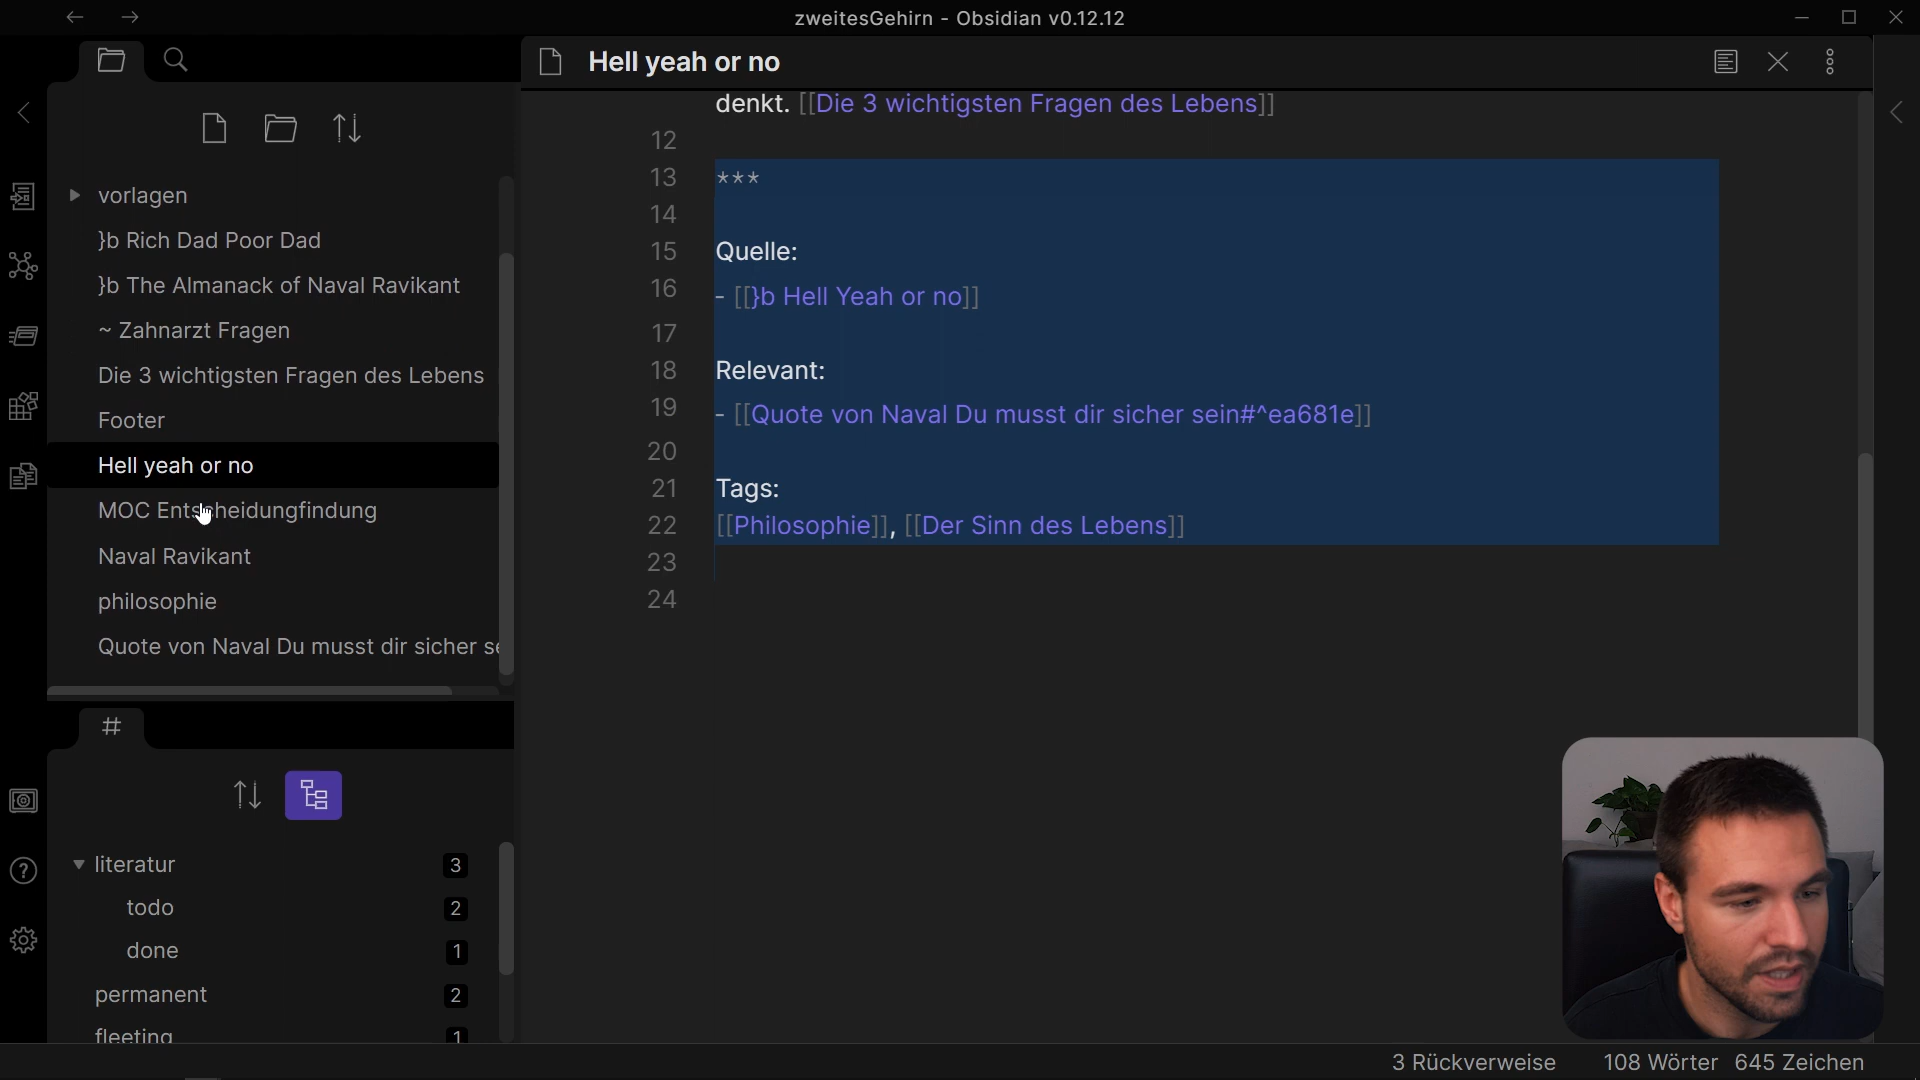 zweitesGehirn - Obsidian v0.12.12
Hell yeah or no
vorlagen
}b Rich Dad Poor Dad
}b The Almanack of Naval Ravikant
~ Zahnarzt Fragen
Die 3 wichtigsten Fragen des Lebens
Footer
Hell yeah or no
MOC Entscheidungfindung
Naval Ravikant
philosophie
Quote von Naval Du musst dir sicher se
#
literatur 3
todo 2
done 1
permanent 2
fleeting 1
denkt. [[Die 3 wichtigsten Fragen des Lebens]]
12
13 ***
14
15 Quelle:
16 - [[}b Hell Yeah or no]]
17
18 Relevant:
19 - [[Quote von Naval Du musst dir sicher sein#^ea681e]]
20
21 Tags:
22 [[Philosophie]], [[Der Sinn des Lebens]]
23
24
3 Rückverweise 108 Wörter 645 Zeichen